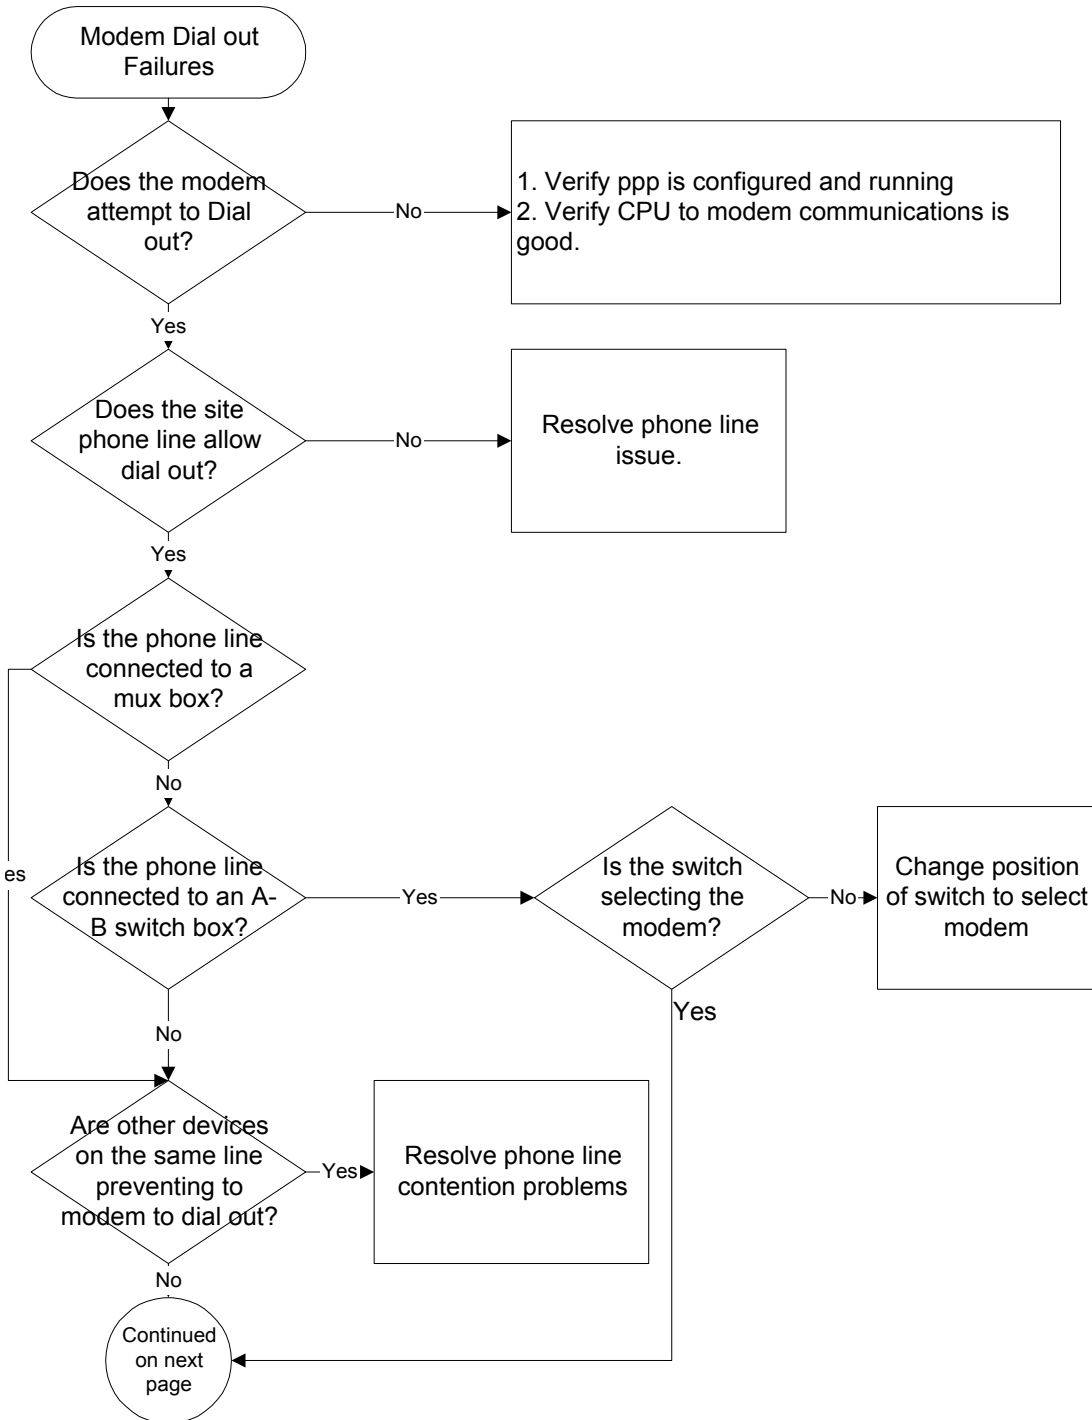 Modem Dial out
Failures
Does the modem
attempt to Dial
out?
No
1. Verify ppp is configured and running
2. Verify CPU to modem communications is
good.
Yes
Does the site
phone line allow
dial out?
No
Resolve phone line
issue.
Yes
Is the phone line
connected to a
mux box?
No
es
Is the phone line
connected to an A-
B switch box?
Yes
Is the switch
selecting the
modem?
No
Change position
of switch to select
modem
Yes
No
Are other devices
on the same line
preventing to
modem to dial out?
Yes
Resolve phone line
contention problems
No
Continued
on next
page